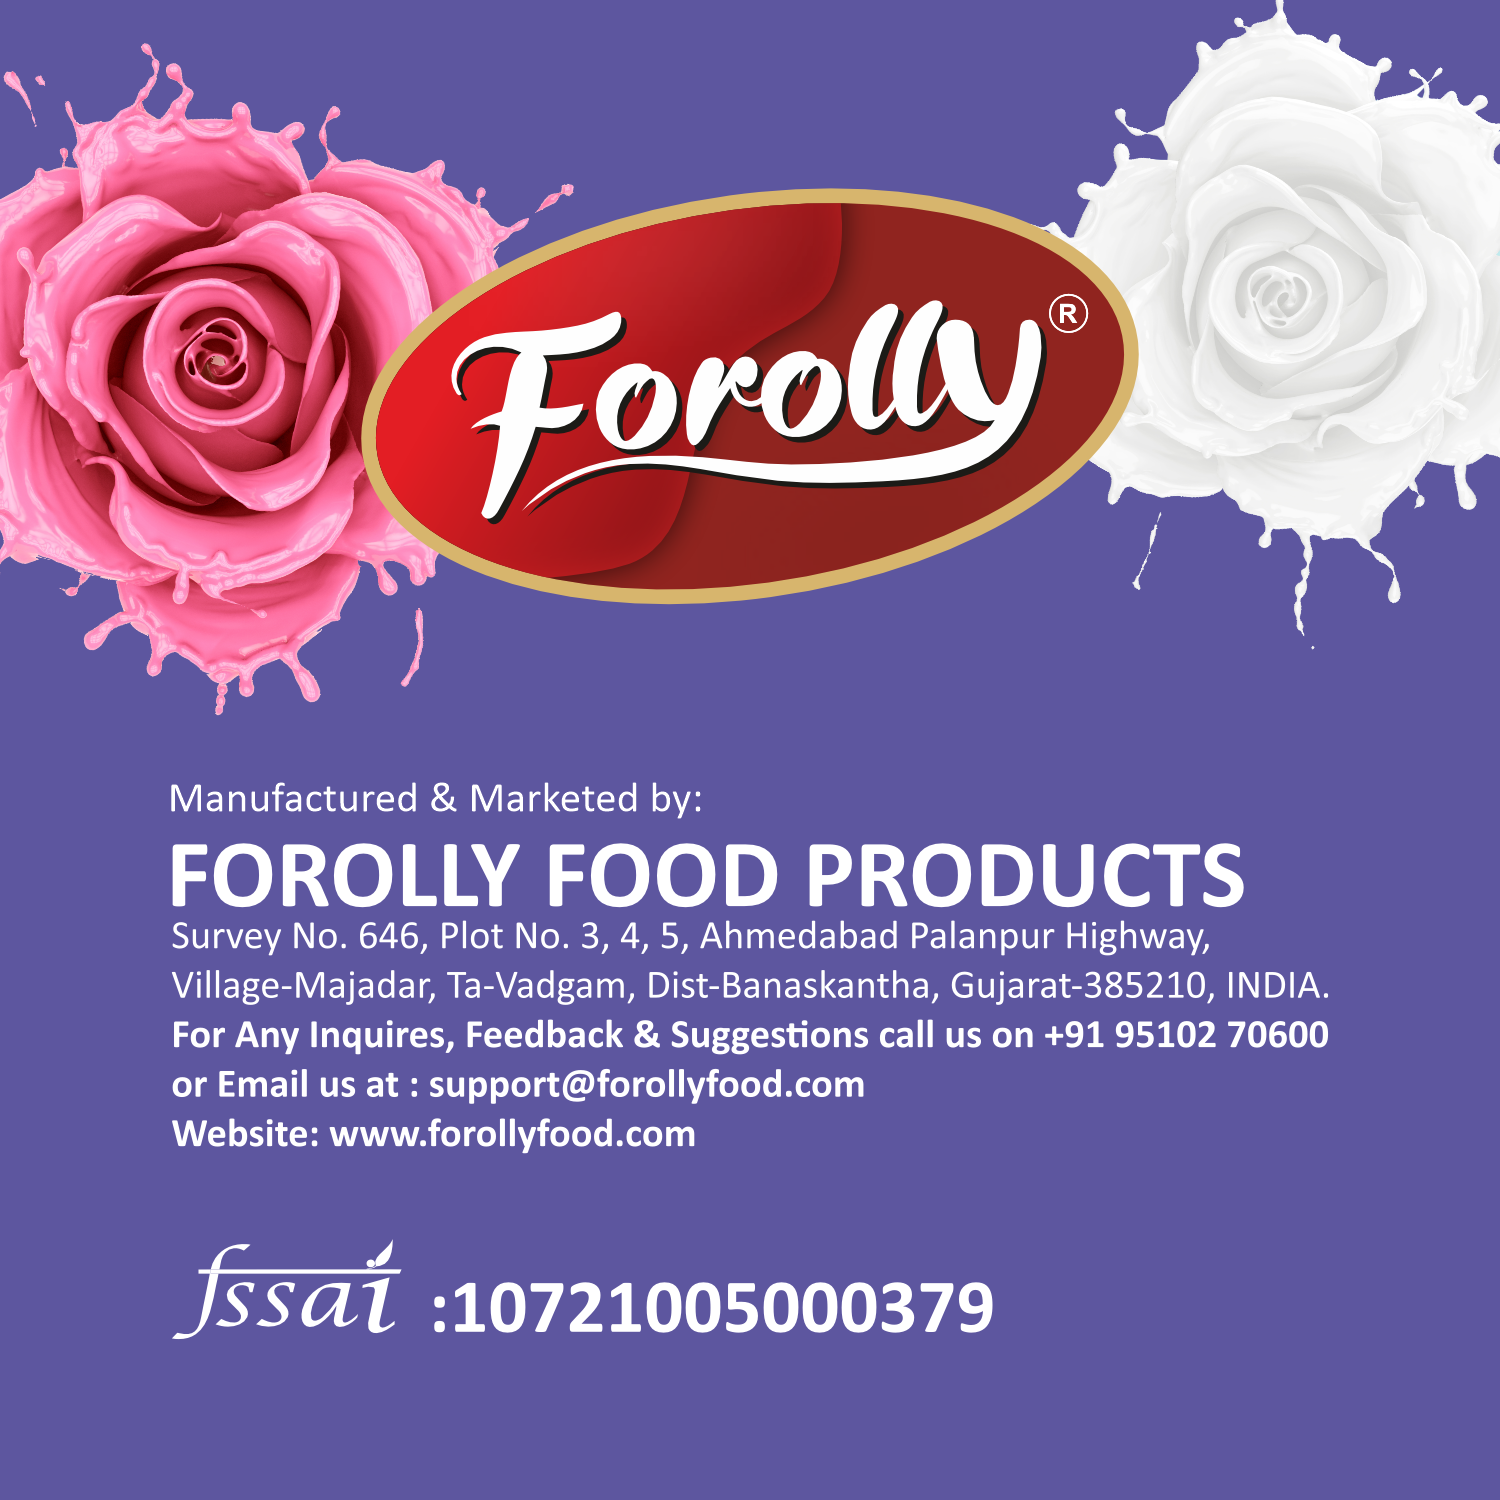 Forolly®
Manufactured & Marketed by:
FOROLLY FOOD PRODUCTS
Survey No. 646, Plot No. 3, 4, 5, Ahmedabad Palanpur Highway,
Village-Majadar, Ta-Vadgam, Dist-Banaskantha, Gujarat-385210, INDIA.
For Any Inquires, Feedback & Suggestions call us on +91 95102 70600
or Email us at : support@forollyfood.com
Website: www.forollyfood.com
fssai :10721005000379